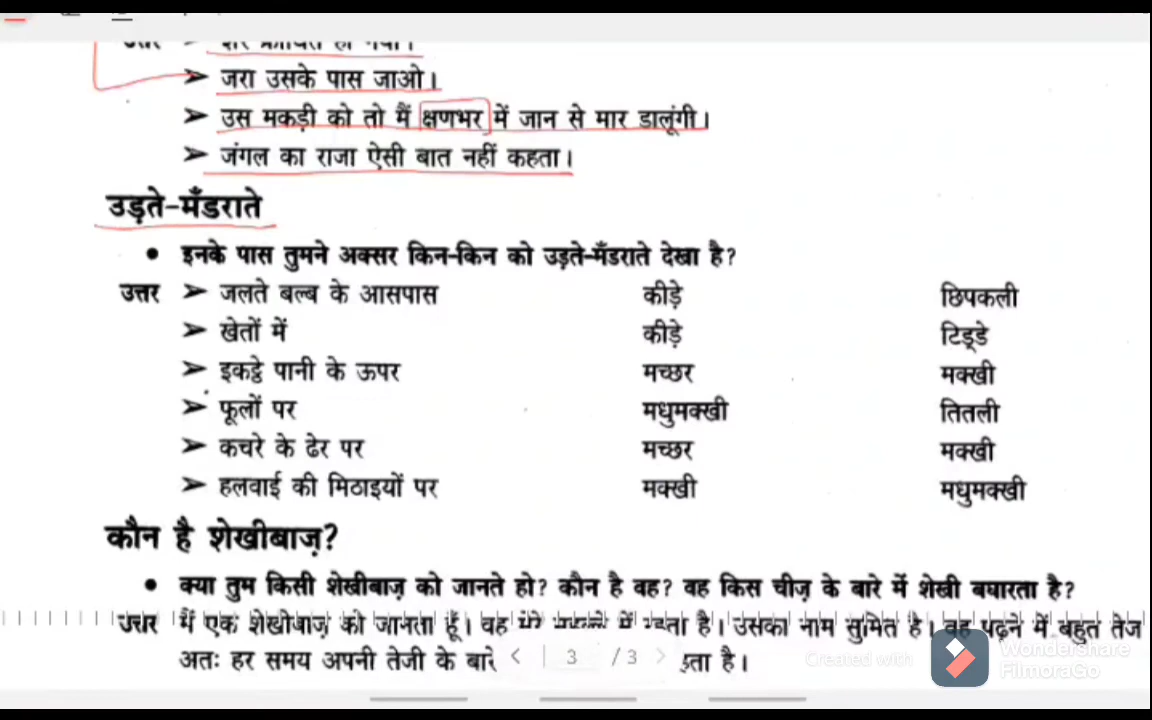 उत्तर ➤ शेर क्रोधित हो गया।
➤ जरा उसके पास जाओ।
➤ उस मकड़ी को तो मैं क्षणभर में जान से मार डालूंगी।
➤ जंगल का राजा ऐसी बात नहीं कहता।
उड़ते-मँडराते
• इनके पास तुमने अक्सर किन-किन को उड़ते-मँडराते देखा है?
उत्तर ➤ जलते बल्ब के आसपास कीड़े छिपकली
➤ खेतों में कीड़े टिड्डे
➤ इकट्ठे पानी के ऊपर मच्छर मक्खी
➤ फूलों पर मधुमक्खी तितली
➤ कचरे के ढेर पर मच्छर मक्खी
➤ हलवाई की मिठाइयों पर मक्खी मधुमक्खी
कौन है शेखीबाज़?
• क्या तुम किसी शेखीबाज़ को जानते हो? कौन है वह? वह किस चीज़ के बारे में शेखी बघारता है?
उत्तर मैं एक शेखीबाज़ को जानता हूँ। वह में है। उसका नाम सुमित है। वह पढ़ने में बहुत तेज
अतः हर समय अपनी तेजी के बारे है।
< 3 / 3 >
Created with Wondershare FilmoraGo